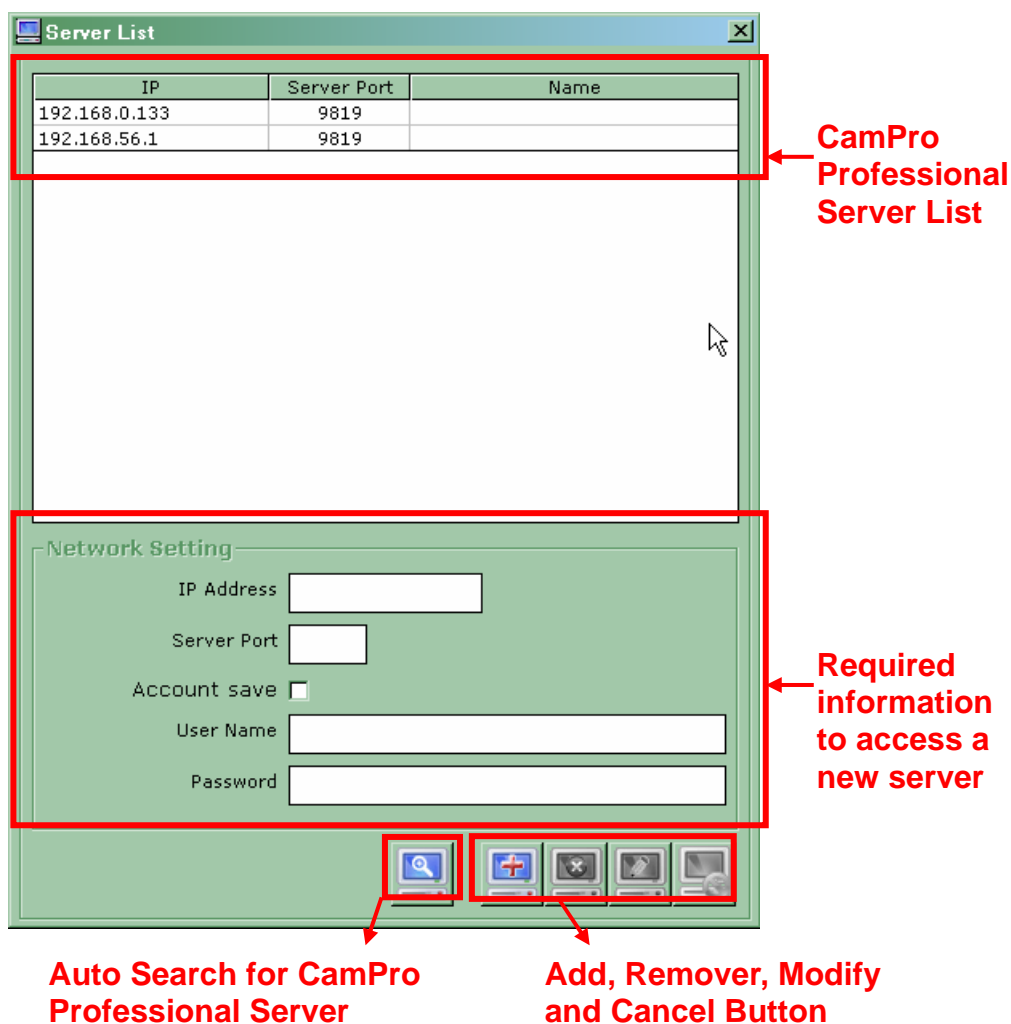 Server List
IP Server Port Name
192.168.0.133 9819
192.168.56.1 9819
CamPro
Professional
Server List
Network Setting
IP Address
Server Port
Account save
User Name
Password
Required
information
to access a
new server
Auto Search for CamPro
Professional Server
Add, Remover, Modify
and Cancel Button